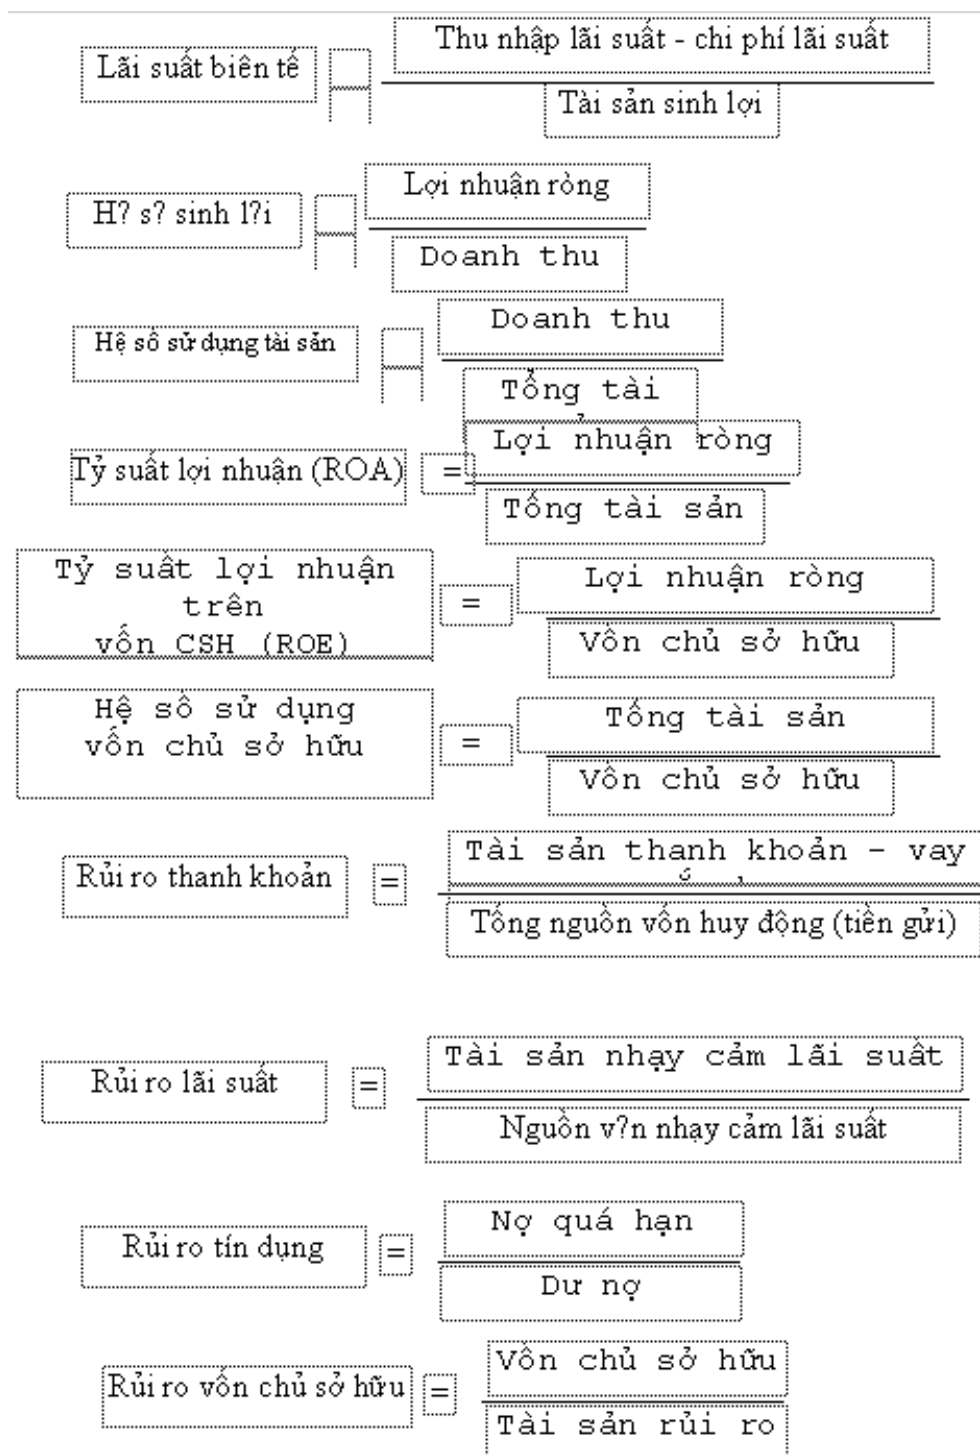 Thu nhập lãi suất - chi phí lãi suất
Lãi suất biên tế
Tài sản sinh lợi
Lợi nhuận ròng
H? s? sinh l?i
Doanh thu
Doanh thu
Hệ số sử dụng tài sản
Tổng tài
Lợi nhuận ròng
Tỷ suất lợi nhuận (ROA) =
Tổng tài sản
Tỷ suất lợi nhuận
trên
vốn CSH (ROE)
=
Lợi nhuận ròng
Vốn chủ sở hữu
Hệ số sử dụng
vốn chủ sở hữu
=
Tổng tài sản
Vốn chủ sở hữu
Tài sản thanh khoản - vay
Rủi ro thanh khoản =
Tổng nguồn vốn huy động (tiền gửi)
Tài sản nhạy cảm lãi suất
Rủi ro lãi suất =
Nguồn v?n nhạy cảm lãi suất
Nợ quá hạn
Rủi ro tín dụng =
Dư nợ
Vốn chủ sở hữu
Rủi ro vốn chủ sở hữu =
Tài sản rủi ro